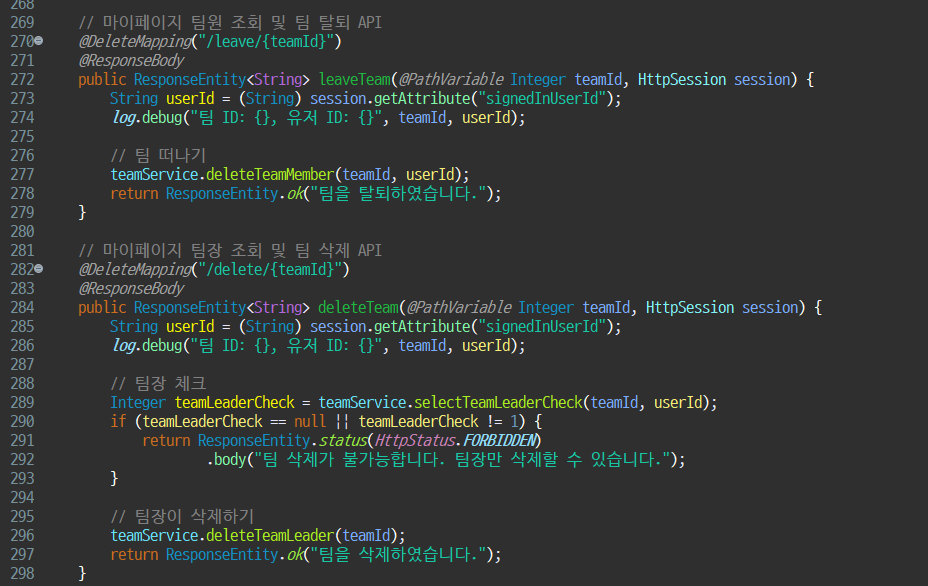 268
269 // 마이페이지 팀원 조회 및 팀 탈퇴 API
270 @DeleteMapping("/leave/{teamId}")
271 @ResponseBody
272 public ResponseEntity<String> leaveTeam(@PathVariable Integer teamId, HttpSession session) {
273 String userId = (String) session.getAttribute("signedInUserId");
274 log.debug("팀 ID: {}, 유저 ID: {}", teamId, userId);
275
276 // 팀 떠나기
277 teamService.deleteTeamMember(teamId, userId);
278 return ResponseEntity.ok("팀을 탈퇴하였습니다.");
279 }
280
281 // 마이페이지 팀장 조회 및 팀 삭제 API
282 @DeleteMapping("/delete/{teamId}")
283 @ResponseBody
284 public ResponseEntity<String> deleteTeam(@PathVariable Integer teamId, HttpSession session) {
285 String userId = (String) session.getAttribute("signedInUserId");
286 log.debug("팀 ID: {}, 유저 ID: {}", teamId, userId);
287
288 // 팀장 체크
289 Integer teamLeaderCheck = teamService.selectTeamLeaderCheck(teamId, userId);
290 if (teamLeaderCheck == null || teamLeaderCheck != 1) {
291 return ResponseEntity.status(HttpStatus.FORBIDDEN)
292 .body("팀 삭제가 불가능합니다. 팀장만 삭제할 수 있습니다.");
293 }
294
295 // 팀장이 삭제하기
296 teamService.deleteTeamLeader(teamId);
297 return ResponseEntity.ok("팀을 삭제하였습니다.");
298 }